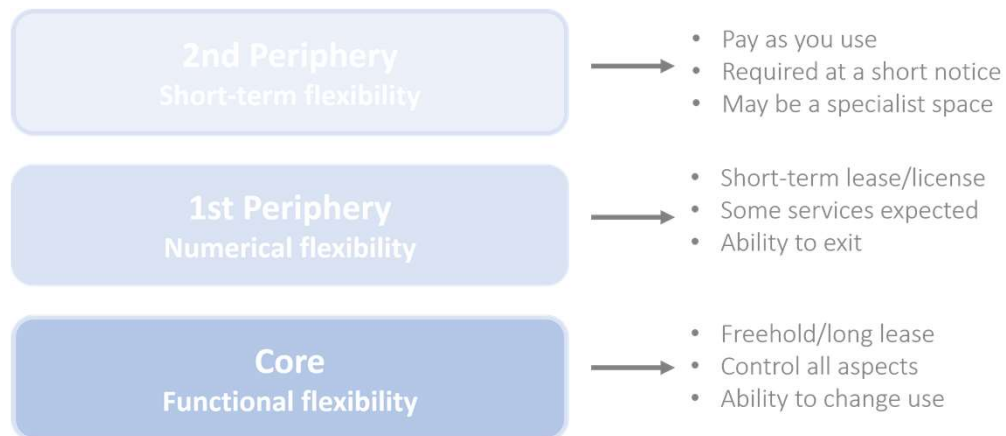 2nd Periphery
Short-term flexibility
• Pay as you use
• Required at a short notice
• May be a specialist space
1st Periphery
Numerical flexibility
• Short-term lease/license
• Some services expected
• Ability to exit
Core
Functional flexibility
• Freehold/long lease
• Control all aspects
• Ability to change use